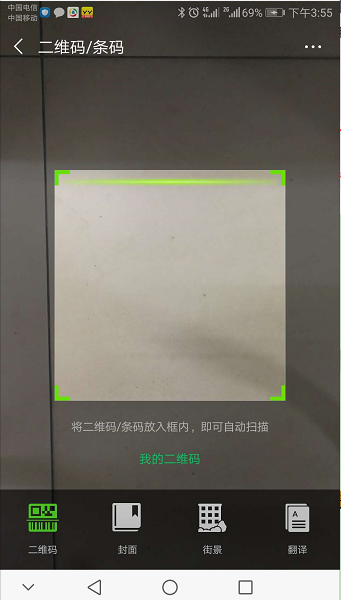 中国电信
中国移动
4G
2G
69%
下午3:55
二维码/条码
将二维码/条码放入框内，即可自动扫描
我的二维码
二维码
封面
街景
翻译